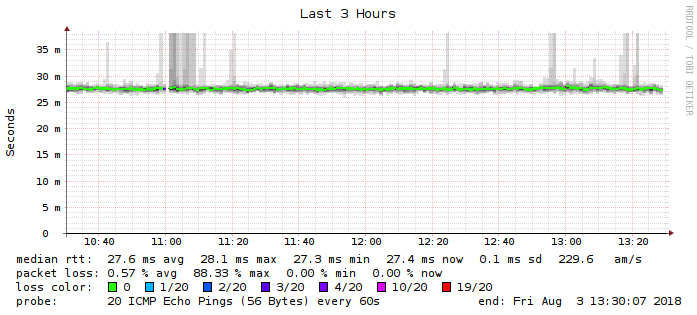 Last 3 Hours
RRDTOOL / TOBI OETIKER
Seconds
35 m
30 m
25 m
20 m
15 m
10 m
5 m
0
10:40 11:00 11:20 11:40 12:00 12:20 12:40 13:00 13:20
median rtt: 27.6 ms avg 28.1 ms max 27.3 ms min 27.4 ms now 0.1 ms sd 229.6 am/s
packet loss: 0.57 % avg 88.33 % max 0.00 % min 0.00 % now
loss color: 0 1/20 2/20 3/20 4/20 10/20 19/20
probe: 20 ICMP Echo Pings (56 Bytes) every 60s end: Fri Aug 3 13:30:07 2018